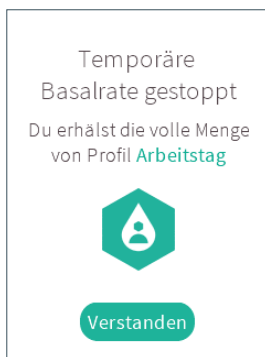 Temporäre
Basalrate gestoppt
Du erhälst die volle Menge
von Profil Arbeitstag
Verstanden